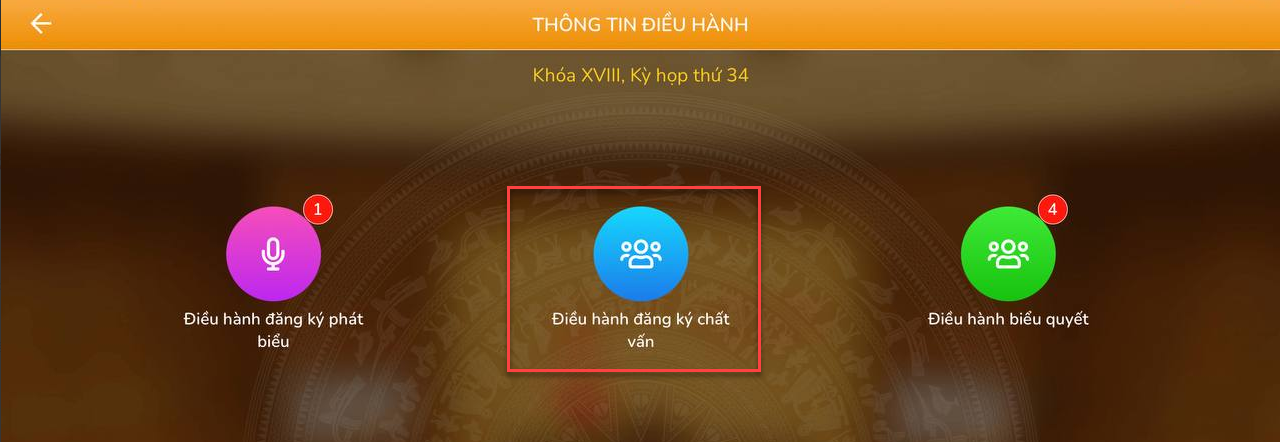 THÔNG TIN ĐIỀU HÀNH
Khóa XVIII, Kỳ họp thứ 34
1
4
Điều hành đăng ký phát
biểu
Điều hành đăng ký chất
vấn
Điều hành biểu quyết